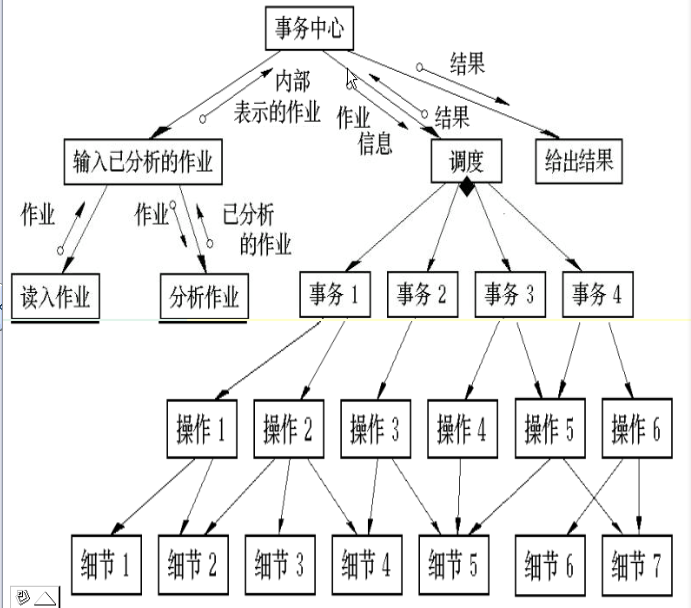 事务中心
结果
内部
表示的作业
作业
信息
结果
输入已分析的作业
调度
给出结果
作业
作业
已分析
的作业
读入作业
分析作业
事务 1
事务 2
事务 3
事务 4
操作 1
操作 2
操作 3
操作 4
操作 5
操作 6
细节 1
细节 2
细节 3
细节 4
细节 5
细节 6
细节 7